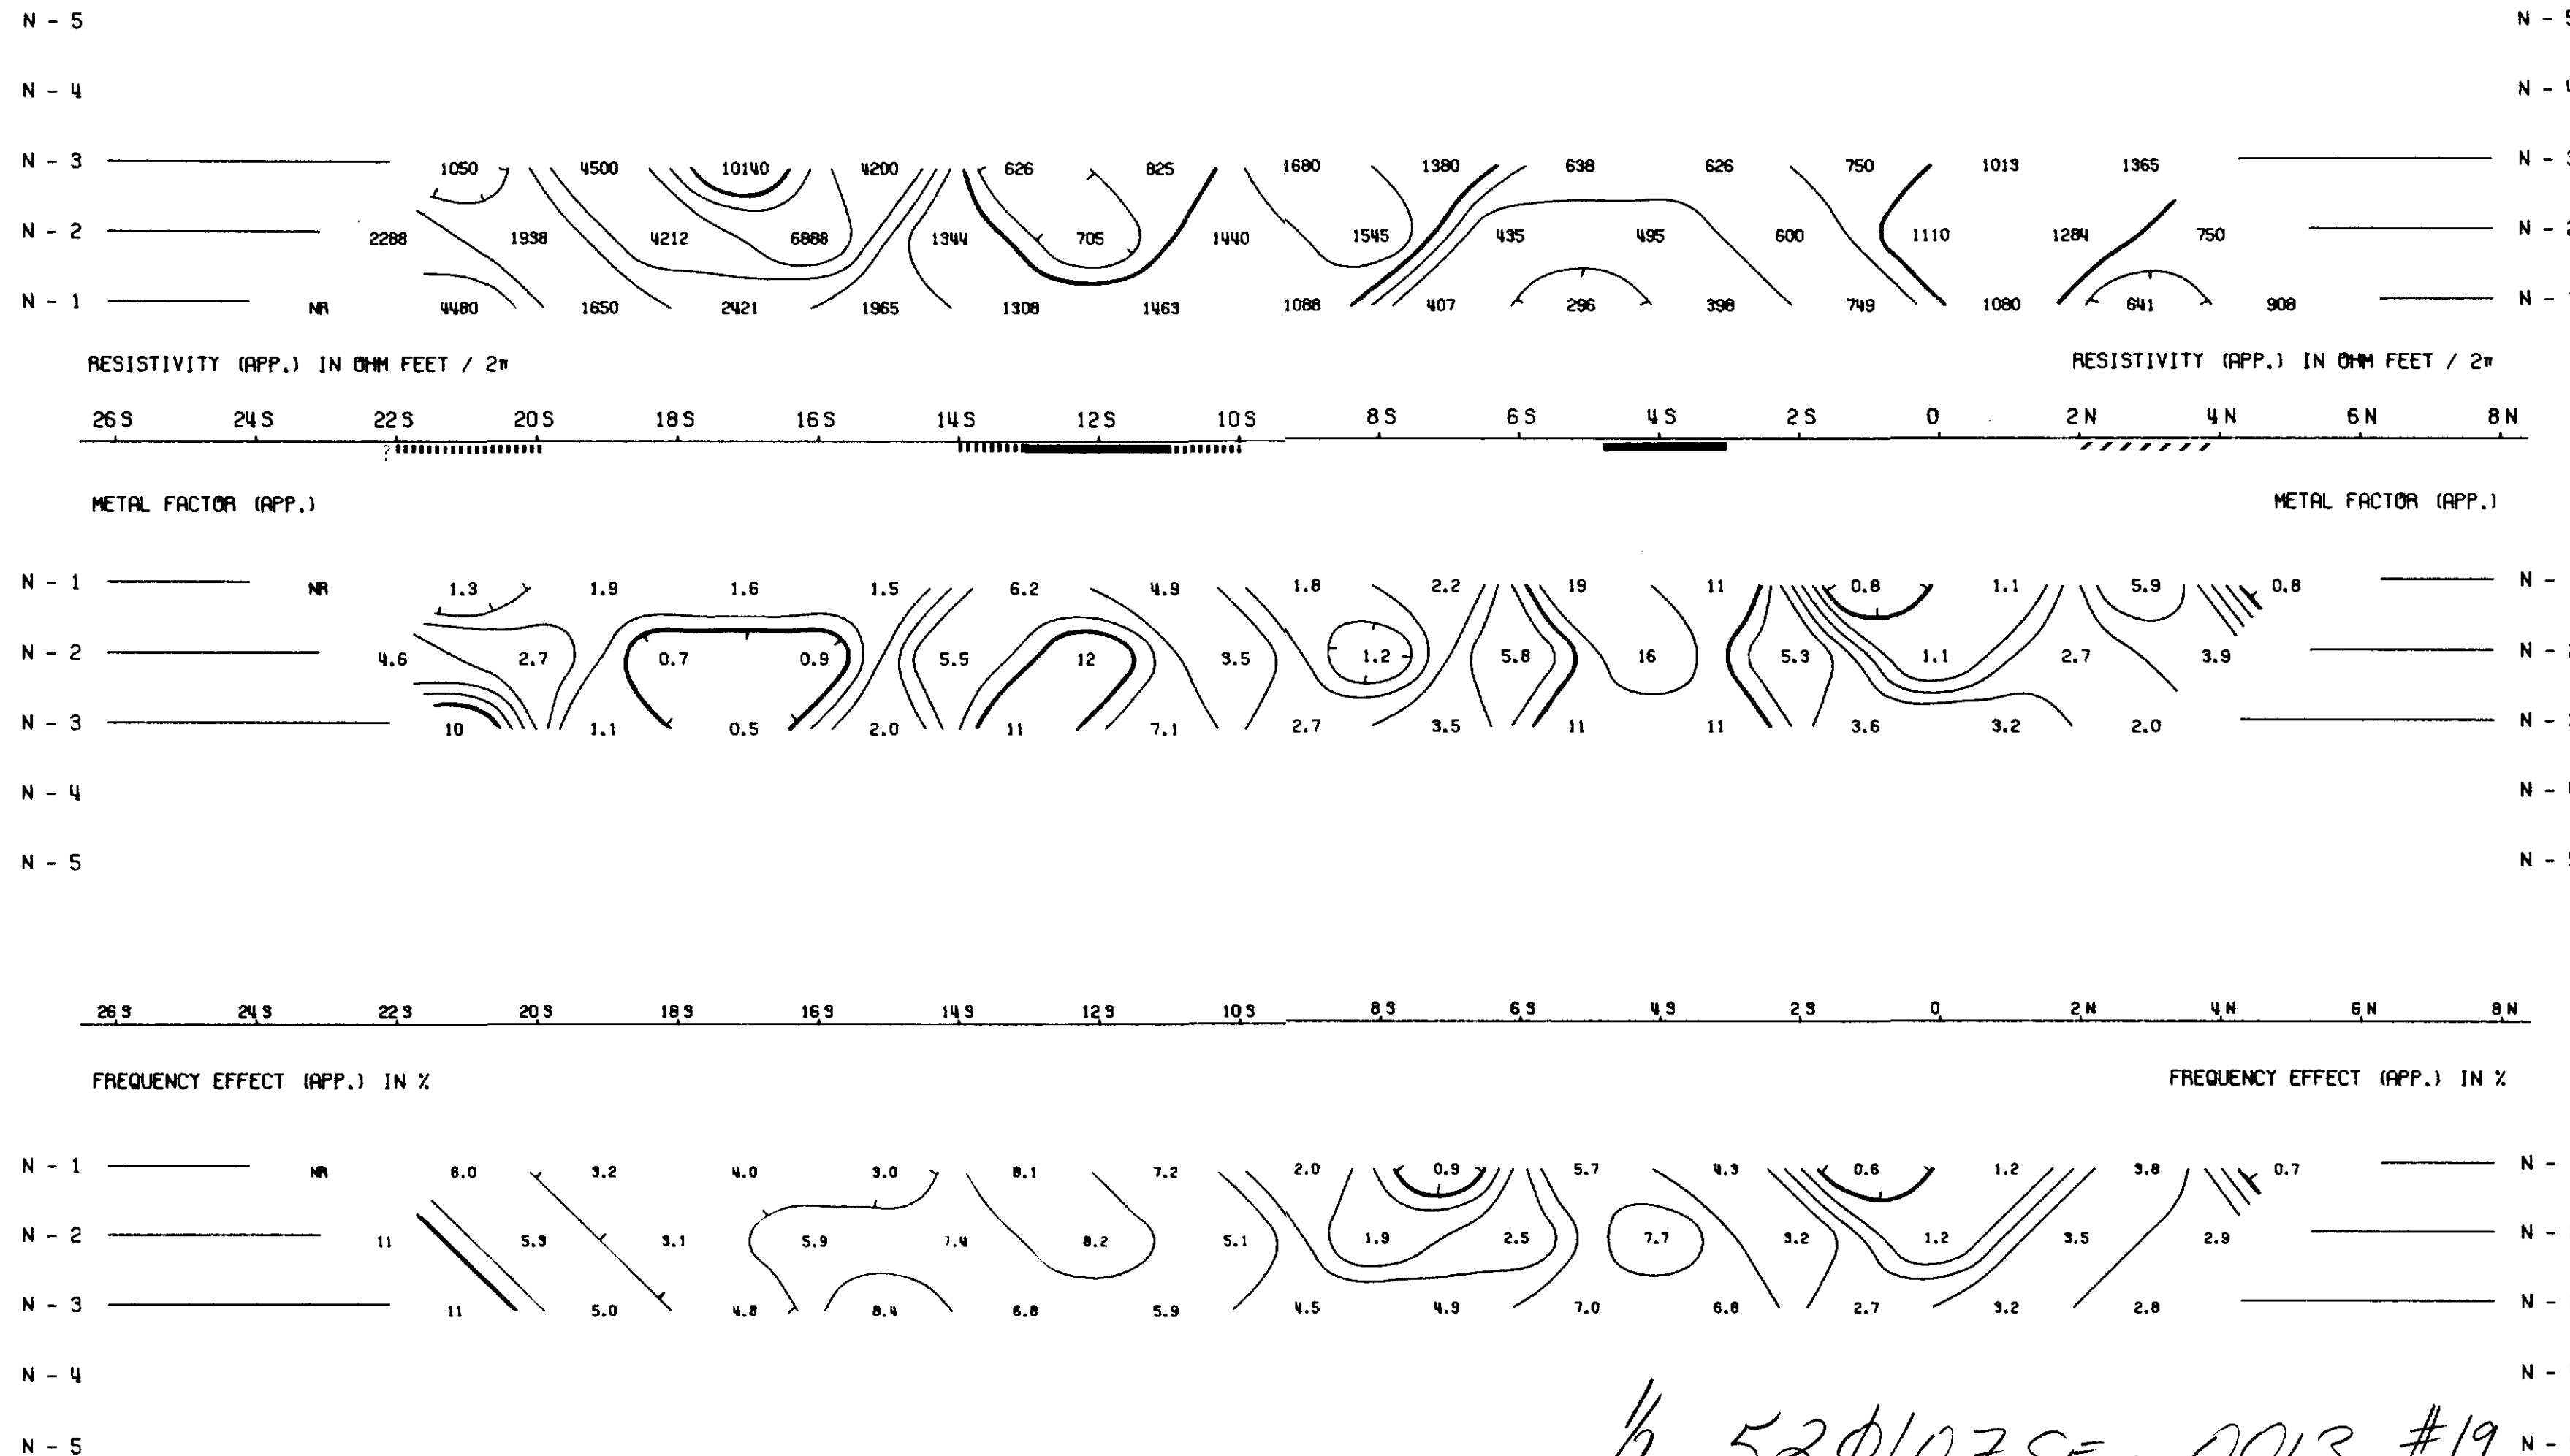 N - 5 N - 5
N - 4 N - 4
N - 3 1050 4500 10140 4200 626 825 1680 1380 638 626 750 1013 1365 N - 3
N - 2 2288 1938 4212 6888 1344 705 1440 1545 435 495 600 1110 1284 750 N - 2
N - 1 NR 4480 1650 2421 1965 1308 1463 1088 407 296 398 749 1080 641 908 N -
RESISTIVITY (APP.) IN OHM FEET / 2π RESISTIVITY (APP.) IN OHM FEET / 2π
26 S 24 S 22 S 20 S 18 S 16 S 14 S 12 S 10 S 8 S 6 S 4 S 2 S 0 2 N 4 N 6 N 8 N
?
METAL FACTOR (APP.) METAL FACTOR (APP.)
N - 1 NR 1.3 1.9 1.6 1.5 6.2 4.9 1.8 2.2 19 11 0.8 1.1 5.9 0.8 N -
N - 2 4.6 2.7 0.7 0.9 5.5 12 3.5 1.2 5.8 16 5.3 1.1 2.7 3.9 N -
N - 3 10 1.1 0.5 2.0 11 7.1 2.7 3.5 11 11 3.6 3.2 2.0 N -
N - 4 N -
N - 5 N -
26 S 24 S 22 S 20 S 18 S 16 S 14 S 12 S 10 S 8 S 6 S 4 S 2 S 0 2 N 4 N 6 N 8 N
FREQUENCY EFFECT (APP.) IN % FREQUENCY EFFECT (APP.) IN %
N - 1 NR 6.0 3.2 4.0 3.0 8.1 7.2 2.0 0.9 5.7 4.3 0.6 1.2 3.8 0.7 N -
N - 2 11 5.3 3.1 5.9 7.4 8.2 5.1 1.9 2.5 7.7 3.2 1.2 3.5 2.9 N -
N - 3 11 5.0 4.8 8.4 6.8 5.9 4.5 4.9 7.0 6.8 2.7 3.2 2.8 N -
N - 4 N -
N - 5 #19 N -